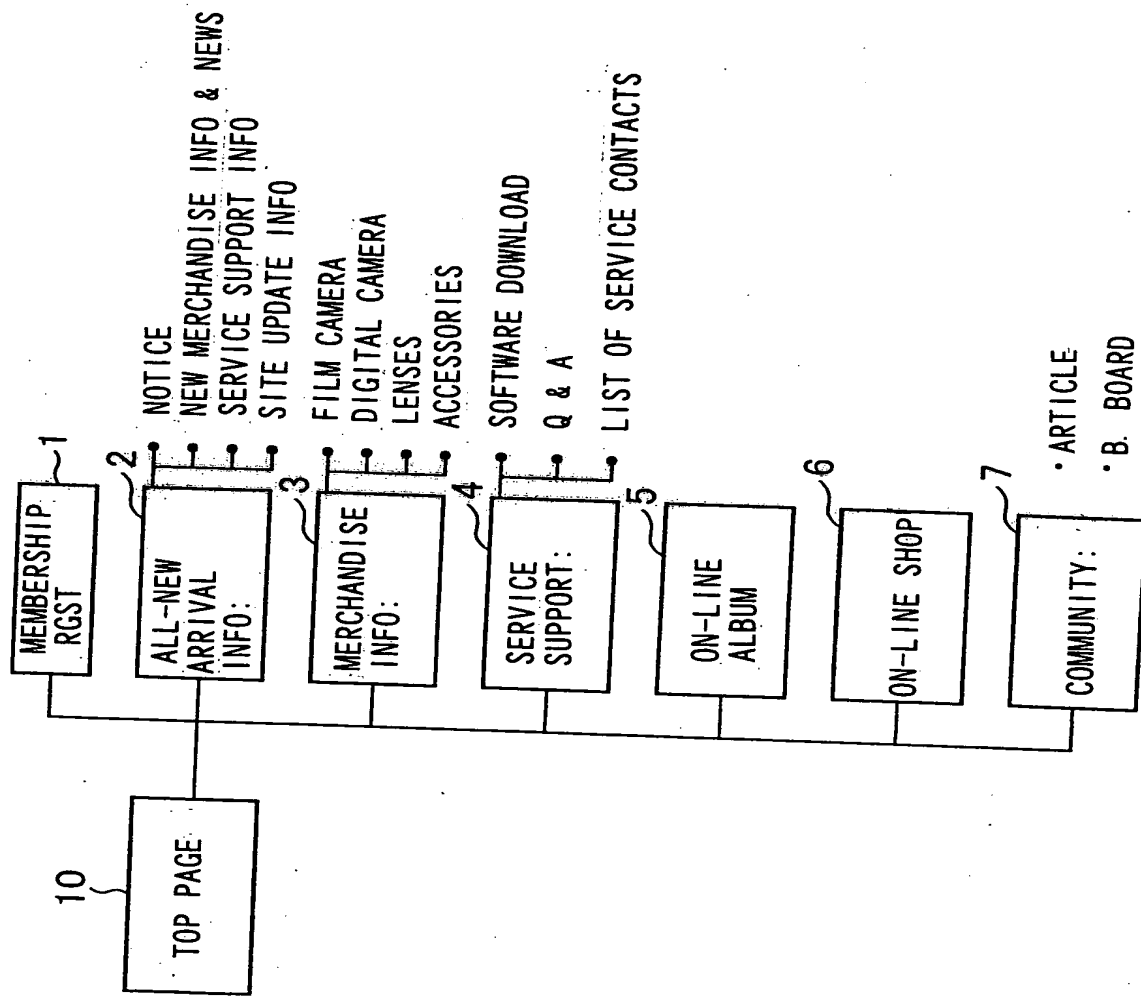 10
TOP PAGE
1
MEMBERSHIP
RGST
2
ALL-NEW
ARRIVAL
INFO:
NOTICE
NEW MERCHANDISE INFO & NEWS
SERVICE SUPPORT INFO
SITE UPDATE INFO
3
MERCHANDISE
INFO:
FILM CAMERA
DIGITAL CAMERA
LENSES
ACCESSORIES
4
SERVICE
SUPPORT:
SOFTWARE DOWNLOAD
Q & A
LIST OF SERVICE CONTACTS
5
ON-LINE
ALBUM
6
ON-LINE SHOP
7
COMMUNITY:
・ARTICLE
・B. BOARD